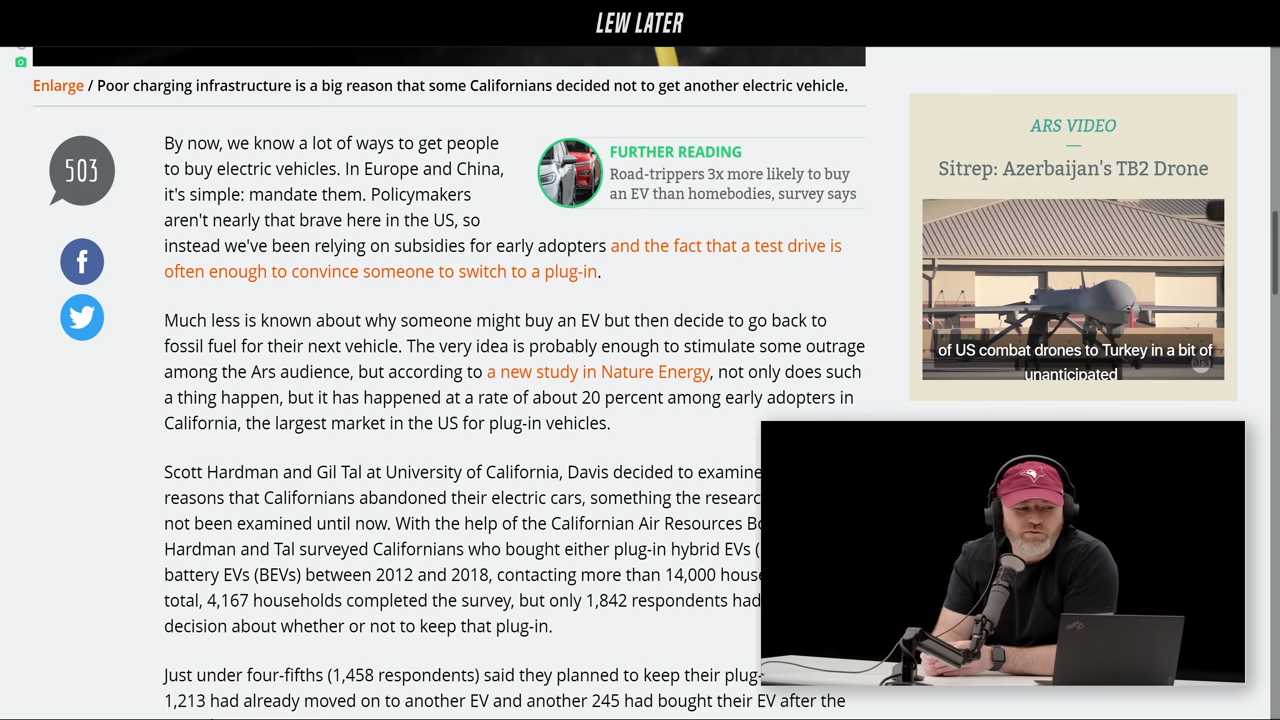 LEW LATER
Enlarge / Poor charging infrastructure is a big reason that some Californians decided not to get another electric vehicle.
503
By now, we know a lot of ways to get people
to buy electric vehicles. In Europe and China,
it's simple: mandate them. Policymakers
aren't nearly that brave here in the US, so
instead we've been relying on subsidies for early adopters and the fact that a test drive is
often enough to convince someone to switch to a plug-in.
FURTHER READING
Road-trippers 3x more likely to buy
an EV than homebodies, survey says
Much less is known about why someone might buy an EV but then decide to go back to
fossil fuel for their next vehicle. The very idea is probably enough to stimulate some outrage
among the Ars audience, but according to a new study in Nature Energy, not only does such
a thing happen, but it has happened at a rate of about 20 percent among early adopters in
California, the largest market in the US for plug-in vehicles.
Scott Hardman and Gil Tal at University of California, Davis decided to examine
reasons that Californians abandoned their electric cars, something the researc
not been examined until now. With the help of the Californian Air Resources Bo
Hardman and Tal surveyed Californians who bought either plug-in hybrid EVs (
battery EVs (BEVs) between 2012 and 2018, contacting more than 14,000 house
total, 4,167 households completed the survey, but only 1,842 respondents had
decision about whether or not to keep that plug-in.
Just under four-fifths (1,458 respondents) said they planned to keep their plug-
1,213 had already moved on to another EV and another 245 had bought their EV after the
ARS VIDEO
Sitrep: Azerbaijan's TB2 Drone
of US combat drones to Turkey in a bit of
unanticipated
ars